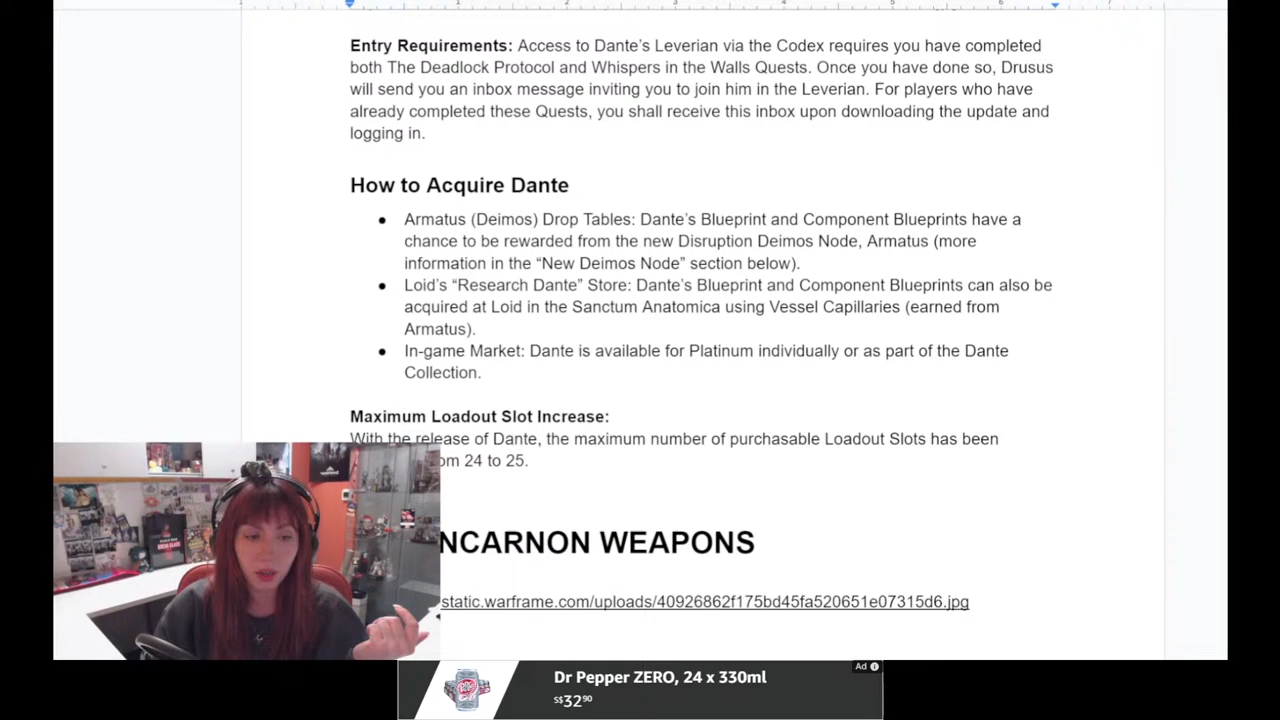 Entry Requirements: Access to Dante’s Leverian via the Codex requires you have completed
both The Deadlock Protocol and Whispers in the Walls Quests. Once you have done so, Drusus
will send you an inbox message inviting you to join him in the Leverian. For players who have
already completed these Quests, you shall receive this inbox upon downloading the update and
logging in.
How to Acquire Dante
● Armatus (Deimos) Drop Tables: Dante’s Blueprint and Component Blueprints have a
chance to be rewarded from the new Disruption Deimos Node, Armatus (more
information in the “New Deimos Node” section below).
● Loid’s “Research Dante” Store: Dante’s Blueprint and Component Blueprints can also be
acquired at Loid in the Sanctum Anatomica using Vessel Capillaries (earned from
Armatus).
● In-game Market: Dante is available for Platinum individually or as part of the Dante
Collection.
Maximum Loadout Slot Increase:
With the release of Dante, the maximum number of purchasable Loadout Slots has been
om 24 to 25.
NCARNON WEAPONS
static.warframe.com/uploads/40926862f175bd45fa520651e07315d6.jpg
Ad
Dr Pepper ZERO, 24 x 330ml
S$32⁹⁰